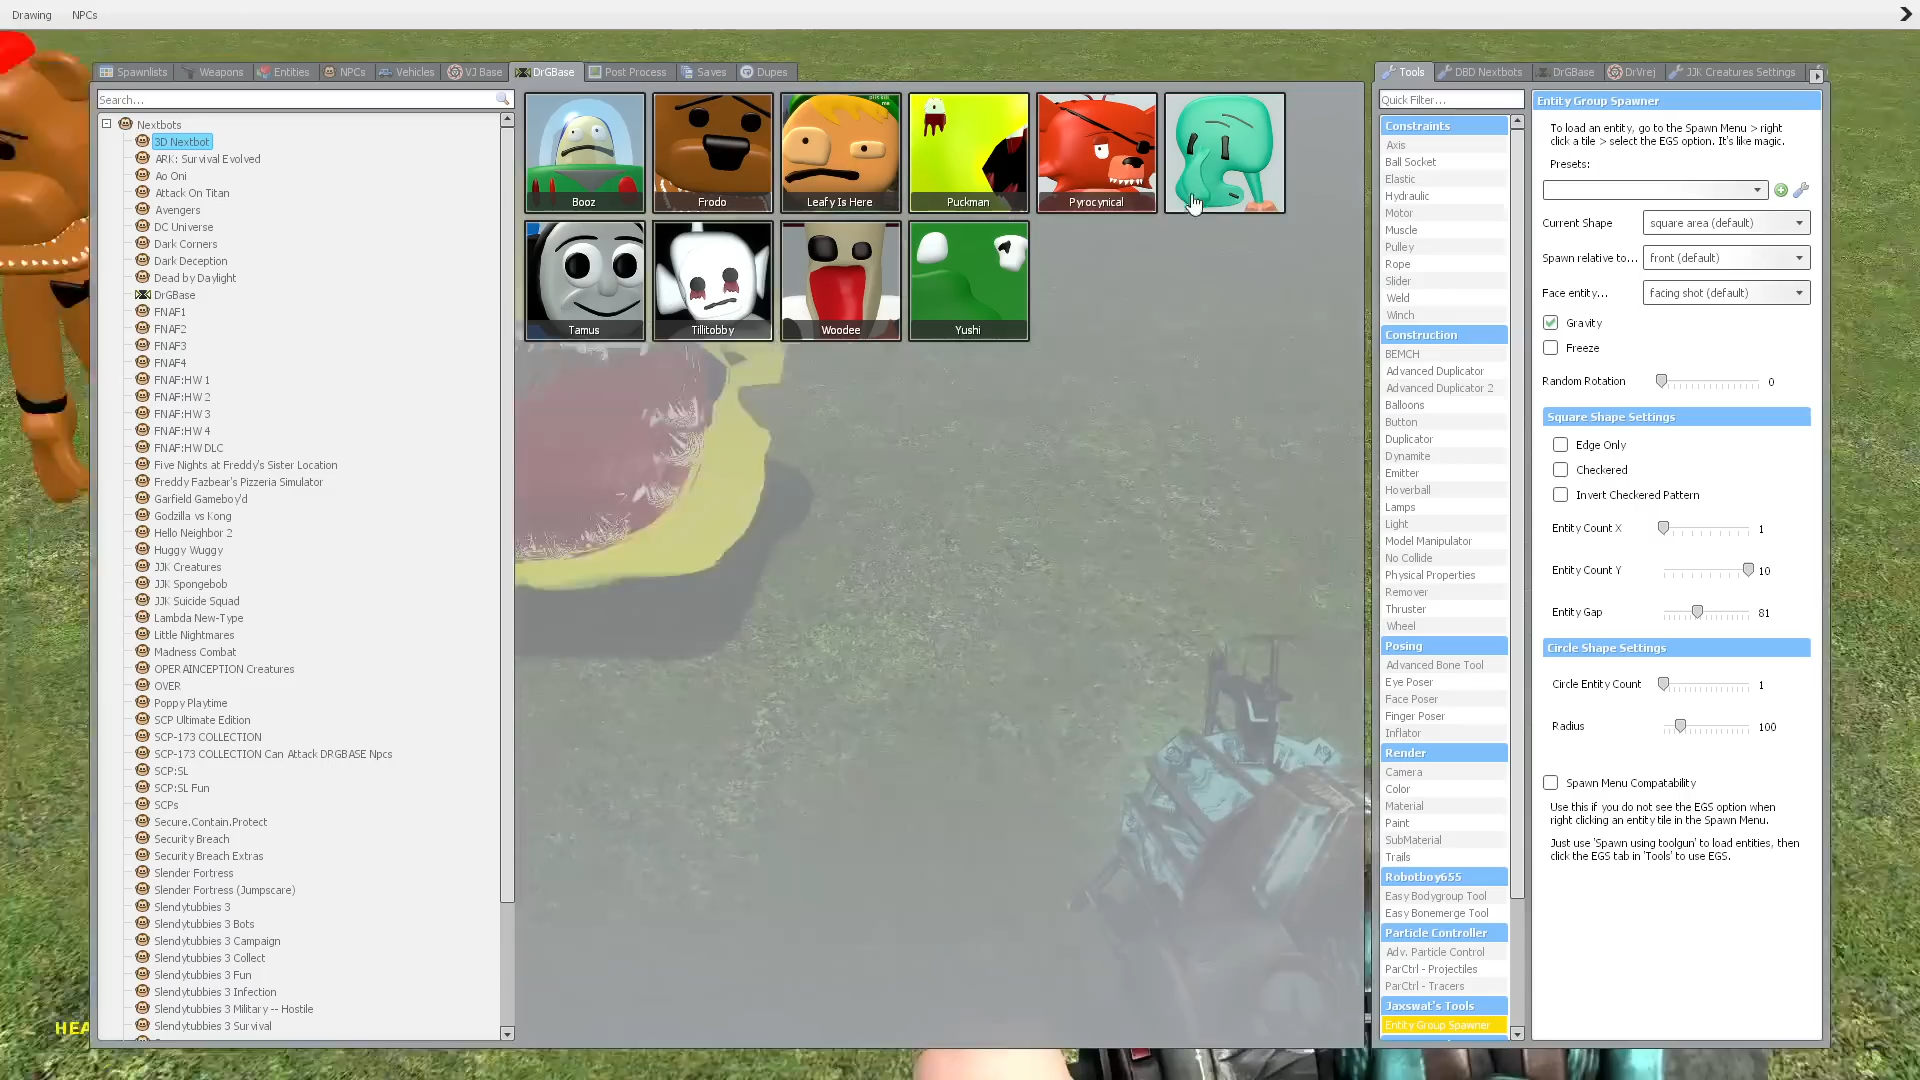 Drawing NPCs
Spawnlists Weapons Entities NPCs Vehicles VJ Base DrGBase Post Process Saves Dupes
Search...
Nextbots
3D Nextbot
ARK: Survival Evolved
Ao Oni
Attack On Titan
Avengers
DC Universe
Dark Corners
Dark Deception
Dead by Daylight
DrGBase
FNAF1
FNAF2
FNAF3
FNAF4
FNAF:HW 1
FNAF:HW 2
FNAF:HW 3
FNAF:HW 4
FNAF:HW DLC
Five Nights at Freddy's Sister Location
Freddy Fazbear's Pizzeria Simulator
Garfield Gameboy'd
Godzilla vs Kong
Hello Neighbor 2
Huggy Wuggy
JJK Creatures
JJK Spongebob
JJK Suicide Squad
Lambda New-Type
Little Nightmares
Madness Combat
OPERAINCEPTION Creatures
OVER
Poppy Playtime
SCP Ultimate Edition
SCP-173 COLLECTION
SCP-173 COLLECTION Can Attack DRGBASE Npcs
SCP:SL
SCP:SL Fun
SCPs
Secure.Contain.Protect
Security Breach
Security Breach Extras
Slender Fortress
Slender Fortress (Jumpscare)
Slendytubbies 3
Slendytubbies 3 Bots
Slendytubbies 3 Campaign
Slendytubbies 3 Collect
Slendytubbies 3 Fun
Slendytubbies 3 Infection
Slendytubbies 3 Military -- Hostile
Slendytubbies 3 Survival
HEA
Booz Frodo Leafy Is Here Puckman Pyrocynical
Tamus Tillitobby Woodee Yushi
Tools DBD Nextbots DrGBase DrVrej JJK Creatures Settings
Quick Filter...
Constraints
Axis
Ball Socket
Elastic
Hydraulic
Motor
Muscle
Pulley
Rope
Slider
Weld
Winch
Construction
BEMCH
Advanced Duplicator
Advanced Duplicator 2
Balloons
Button
Duplicator
Dynamite
Emitter
Hoverball
Lamps
Light
Model Manipulator
No Collide
Physical Properties
Remover
Thruster
Wheel
Posing
Advanced Bone Tool
Eye Poser
Face Poser
Finger Poser
Inflator
Render
Camera
Color
Material
Paint
SubMaterial
Trails
Robotboy655
Easy Bodygroup Tool
Easy Bonemerge Tool
Particle Controller
Adv. Particle Control
ParCtrl - Projectiles
ParCtrl - Tracers
Jaxswat's Tools
Entity Group Spawner
Entity Group Spawner
To load an entity, go to the Spawn Menu > right
click a tile > select the EGS option. It's like magic.
Presets:
Current Shape square area (default)
Spawn relative to... front (default)
Face entity... facing shot (default)
Gravity
Freeze
Random Rotation 0
Square Shape Settings
Edge Only
Checkered
Invert Checkered Pattern
Entity Count X 1
Entity Count Y 10
Entity Gap 81
Circle Shape Settings
Circle Entity Count 1
Radius 100
Spawn Menu Compatability
Use this if you do not see the EGS option when
right clicking an entity tile in the Spawn Menu.
Just use 'Spawn using toolgun' to load entities, then
click the EGS tab in 'Tools' to use EGS.